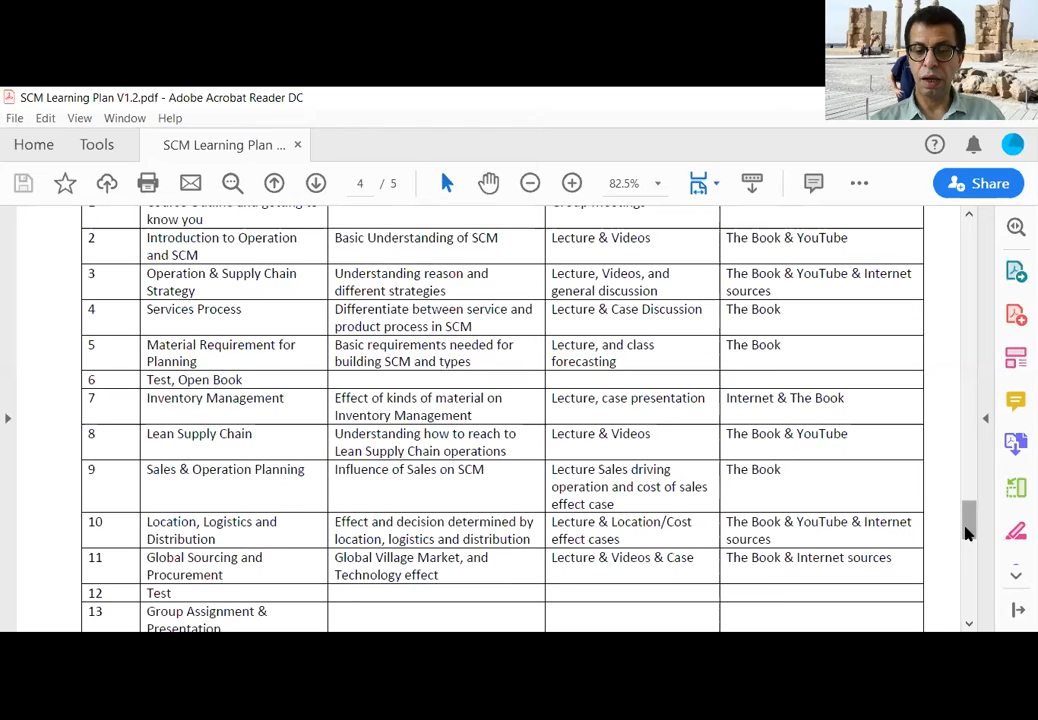 SCM Learning Plan V1.2.pdf - Adobe Acrobat Reader DC
File Edit View Window Help
Home Tools SCM Learning Plan ... ×
4 / 5 82.5% Share
Course Outline and getting to Group Meetings
know you
2 Introduction to Operation Basic Understanding of SCM Lecture & Videos The Book & YouTube
and SCM
3 Operation & Supply Chain Understanding reason and Lecture, Videos, and The Book & YouTube & Internet
Strategy different strategies general discussion sources
4 Services Process Differentiate between service and Lecture & Case Discussion The Book
product process in SCM
5 Material Requirement for Basic requirements needed for Lecture, and class The Book
Planning building SCM and types forecasting
6 Test, Open Book
7 Inventory Management Effect of kinds of material on Lecture, case presentation Internet & The Book
Inventory Management
8 Lean Supply Chain Understanding how to reach to Lecture & Videos The Book & YouTube
Lean Supply Chain operations
9 Sales & Operation Planning Influence of Sales on SCM Lecture Sales driving The Book
operation and cost of sales
effect case
10 Location, Logistics and Effect and decision determined by Lecture & Location/Cost The Book & YouTube & Internet
Distribution location, logistics and distribution effect cases sources
11 Global Sourcing and Global Village Market, and Lecture & Videos & Case The Book & Internet sources
Procurement Technology effect
12 Test
13 Group Assignment &
Presentation